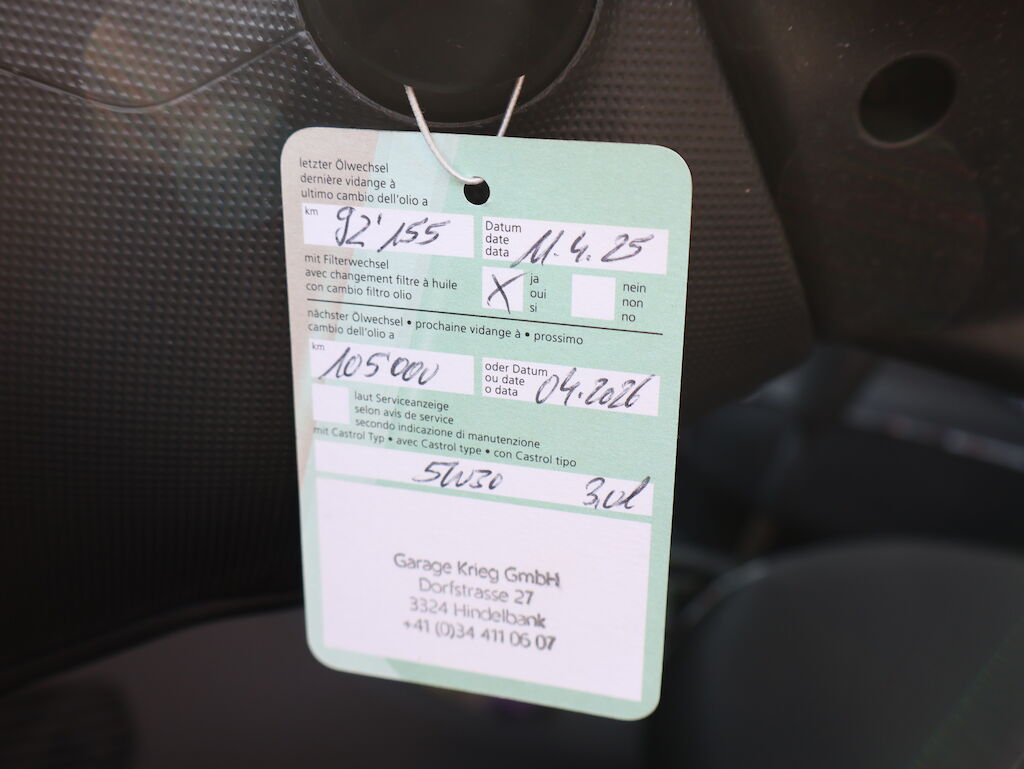 letzter Ölwechsel
dernière vidange à
ultimo cambio dell'olio a
km 92'155
Datum
date
data 11.4.25
mit Filterwechsel
avec changement filtre à huile
con cambio filtro olio
X ja
oui
si
nein
non
no
nächster Ölwechsel • prochaine vidange à • prossimo
cambio dell'olio a
km 105'000
oder Datum
ou date
o data 04.2026
laut Serviceanzeige
selon avis de service
secondo indicazione di manutenzione
mit Castrol Typ • avec Castrol type • con Castrol tipo
5W30 3,0l
Garage Krieg GmbH
Dorfstrasse 27
3324 Hindelbank
+41 (0)34 411 06 07